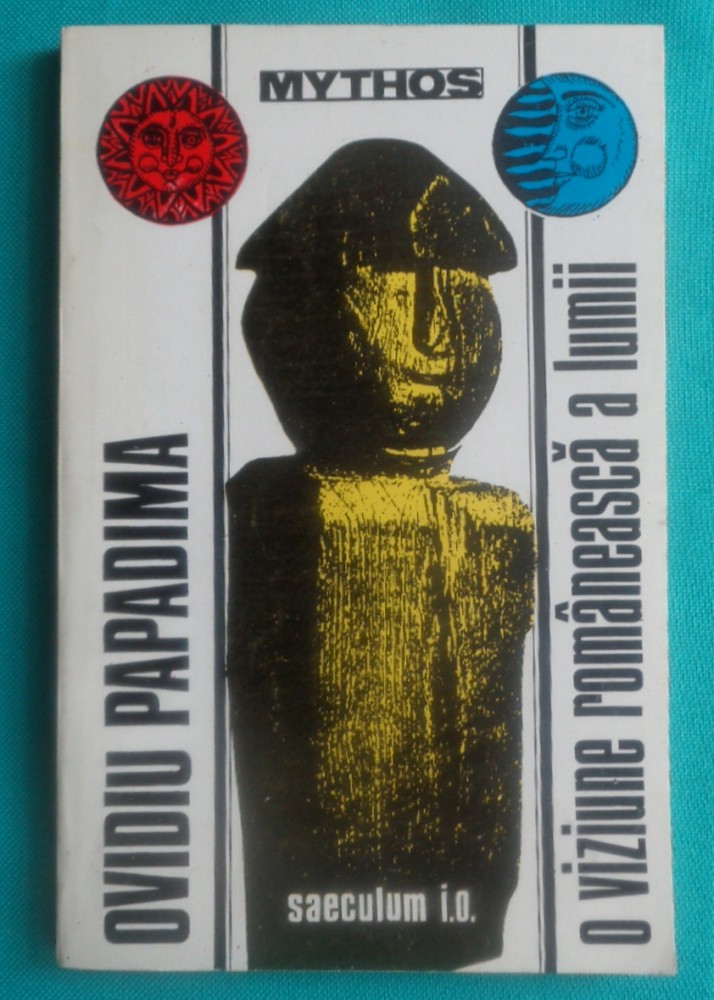 MYTHOS
OVIDIU PAPADIMA
o viziune românească a lumii
saeculum i.o.